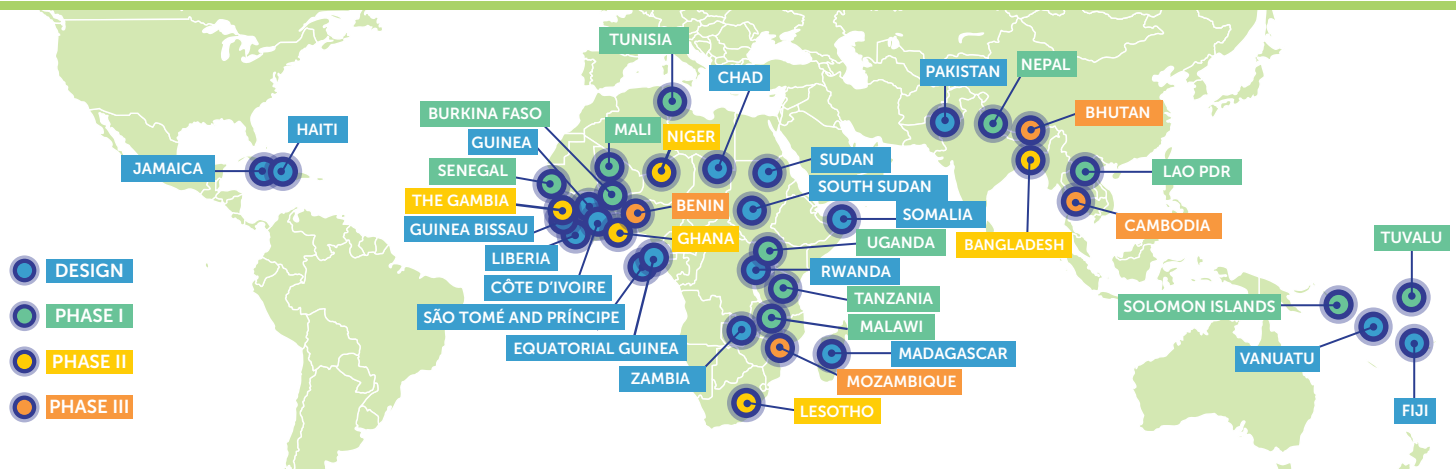 TUNISIA
CHAD
PAKISTAN
NEPAL
BURKINA FASO
BHUTAN
HAITI
MALI
NIGER
GUINEA
SUDAN
JAMAICA
SENEGAL
LAO PDR
SOUTH SUDAN
THE GAMBIA
BENIN
SOMALIA
GUINEA BISSAU
CAMBODIA
GHANA
UGANDA
BANGLADESH
TUVALU
LIBERIA
DESIGN
RWANDA
CÔTE D'IVOIRE
TANZANIA
SOLOMON ISLANDS
PHASE I
SÃO TOMÉ AND PRÍNCIPE
MALAWI
EQUATORIAL GUINEA
MADAGASCAR
VANUATU
PHASE II
ZAMBIA
MOZAMBIQUE
PHASE III
LESOTHO
FIJI